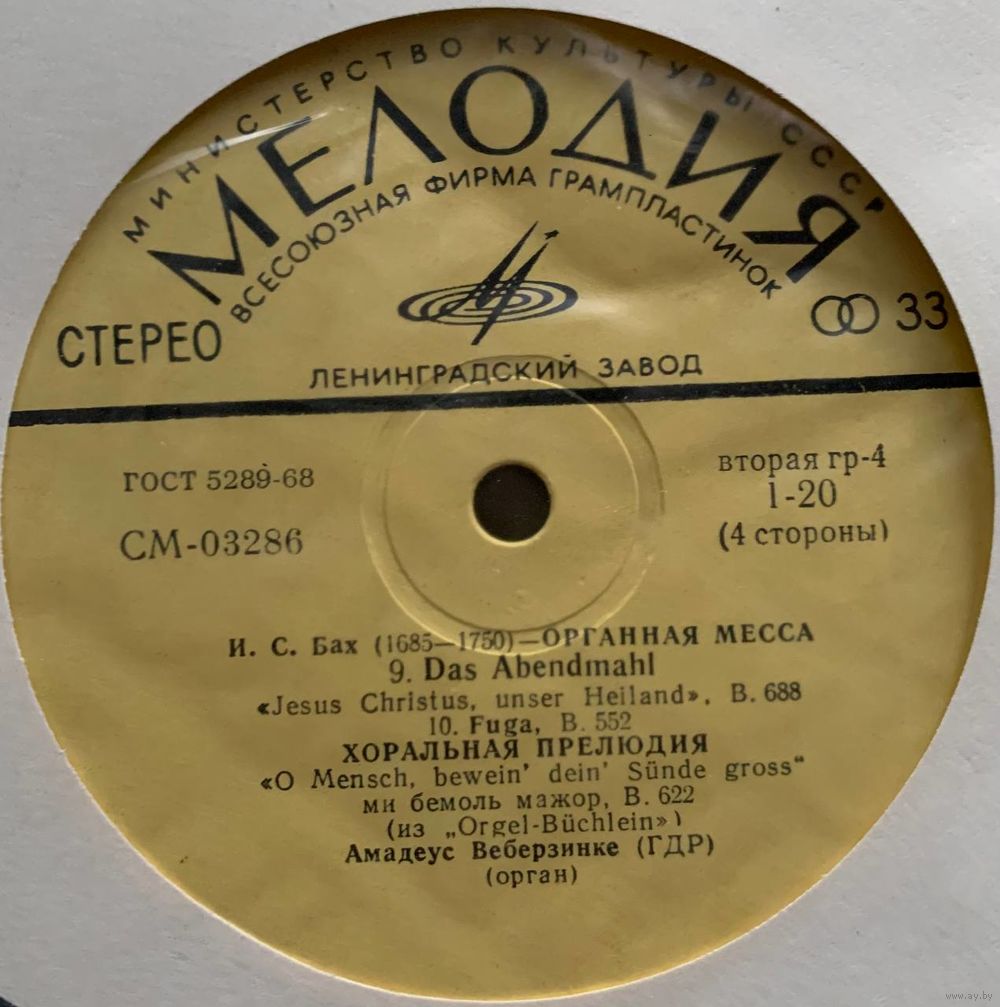 МИНИСТЕРСТВО КУЛЬТУРЫ СССР
МЕЛОДИЯ
ВСЕСОЮЗНАЯ ФИРМА ГРАМПЛАСТИНОК
СТЕРЕО
33
ЛЕНИНГРАДСКИЙ ЗАВОД
ГОСТ 5289-68
вторая гр-4
СМ-03286
1-20
(4 стороны)
И. С. Бах (1685—1750)—ОРГАННАЯ МЕССА
9. Das Abendmahl
«Jesus Christus, unser Heiland», B. 688
10. Fuga, B. 552
ХОРАЛЬНАЯ ПРЕЛЮДИЯ
«O Mensch, bewein' dein' Sünde gross“
ми бемоль мажор, B. 622
(из „Orgel-Büchlein»)
Амадеус Веберзинке (ГДР)
(орган)
www.ay.by